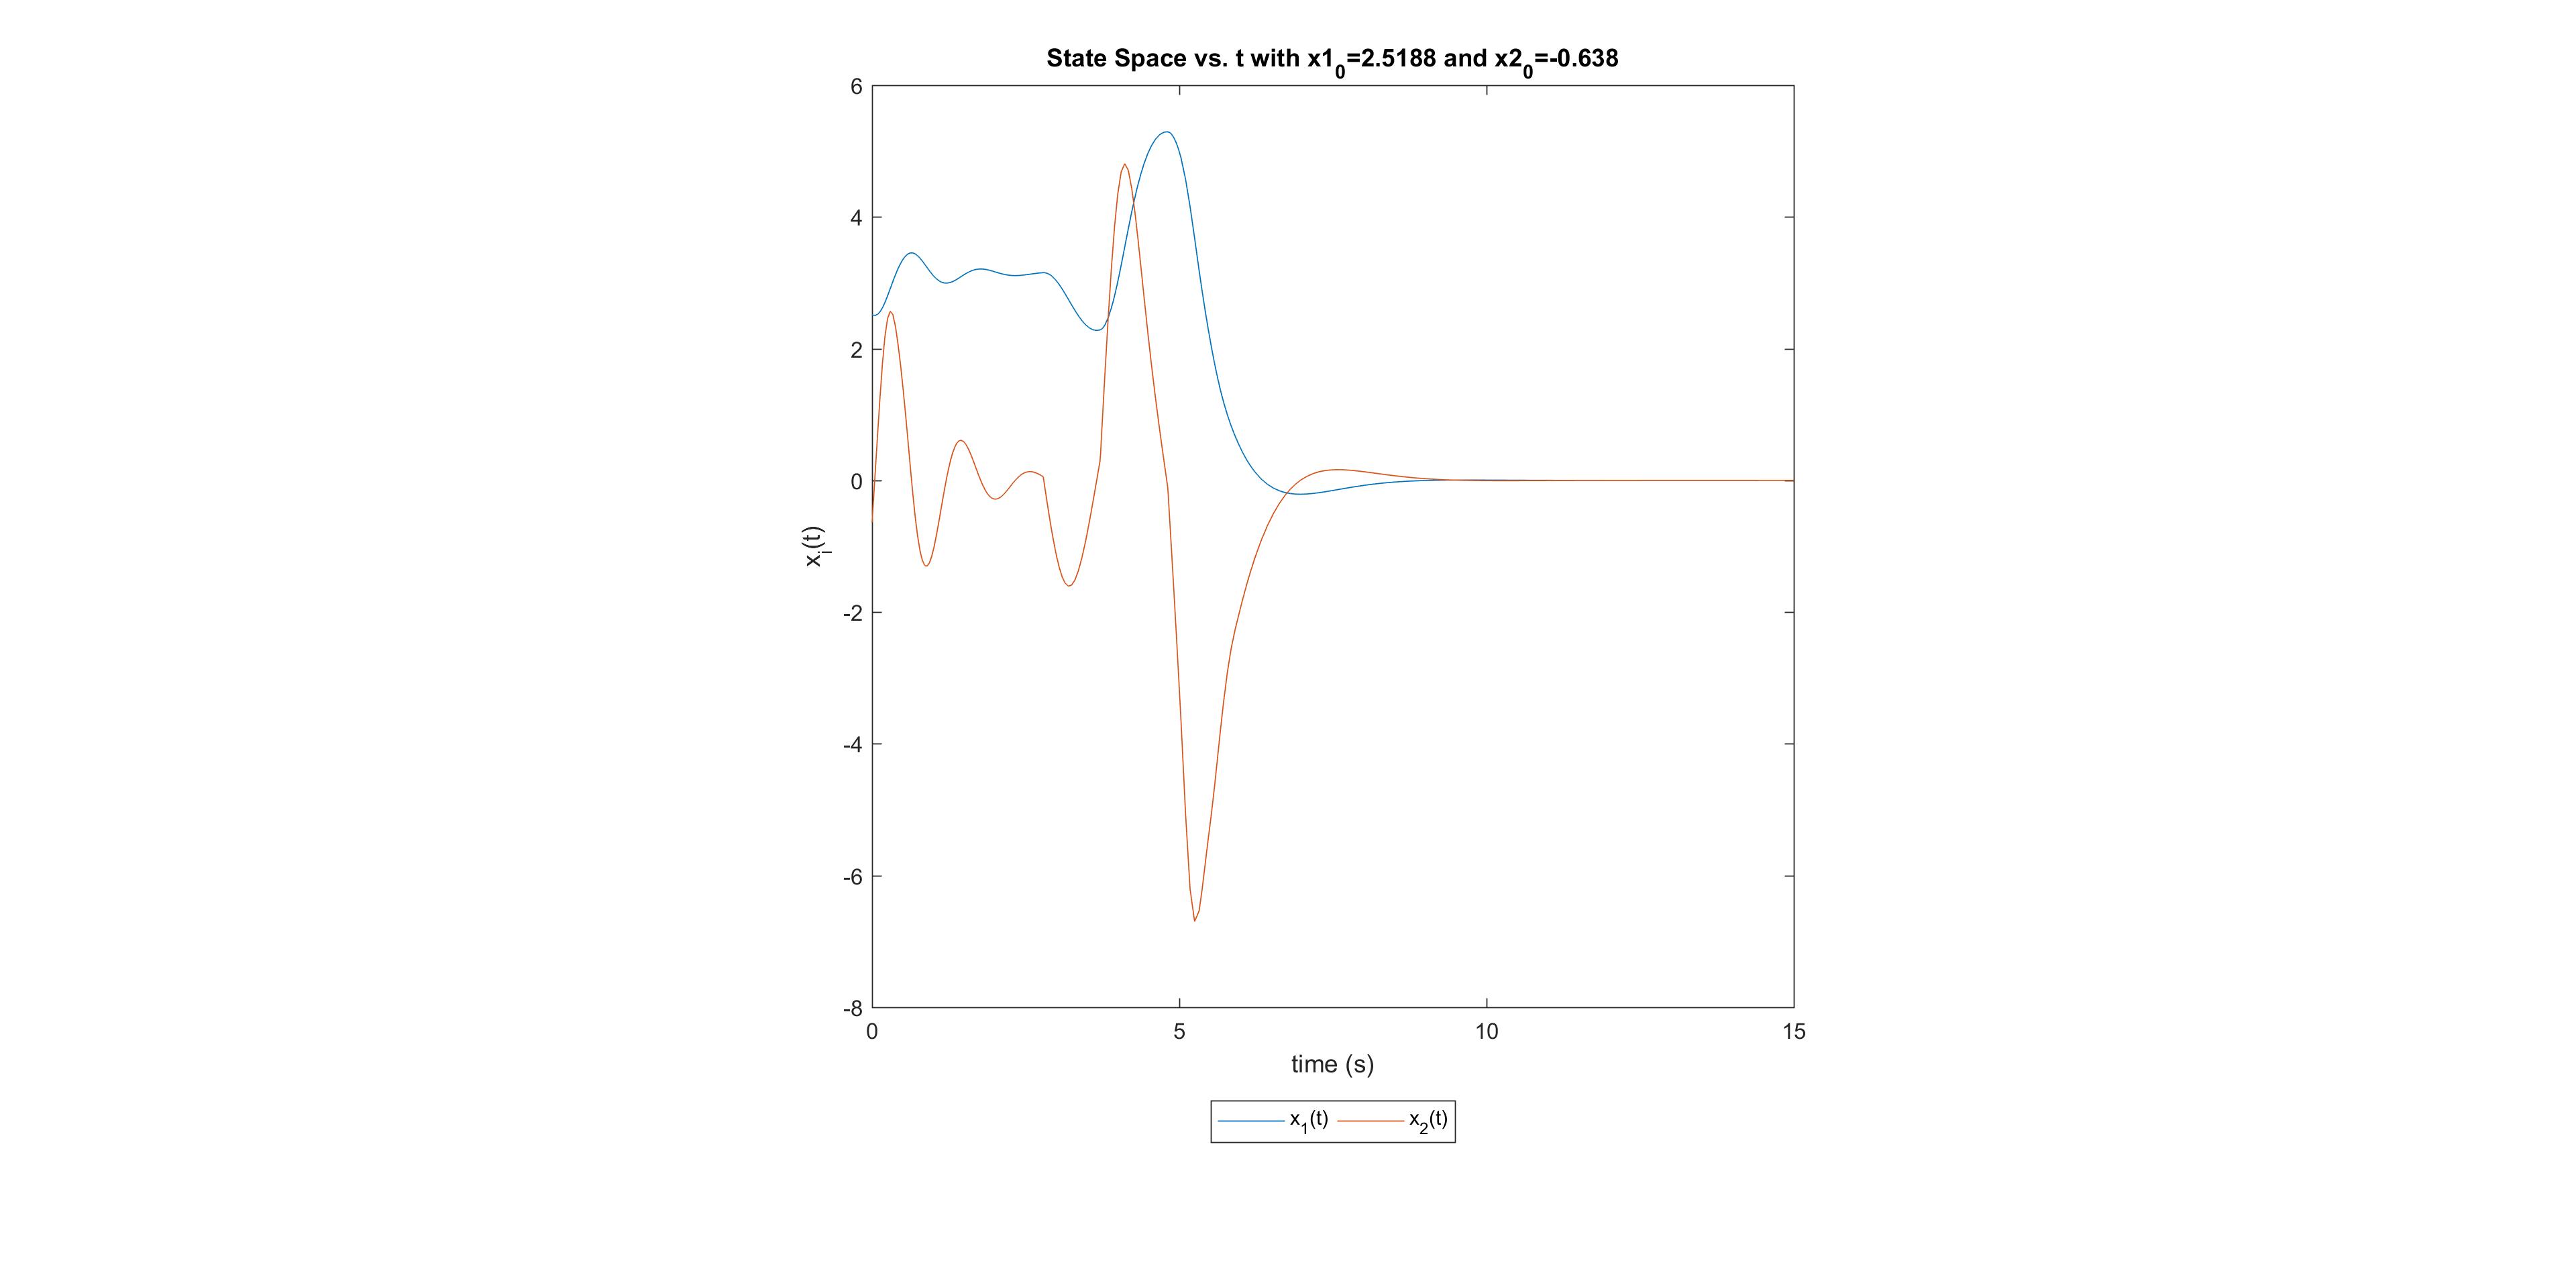 State Space vs. t with x1₀=2.5188 and x2₀=-0.638
6
4
2
0
-2
-4
-6
-8
xᵢ(t)
0 5 10 15
time (s)
x₁(t) x₂(t)